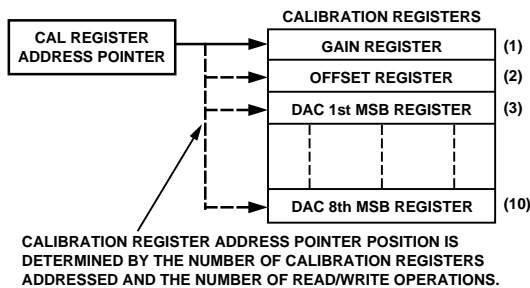 CALIBRATION REGISTERS
CAL REGISTER
ADDRESS POINTER
GAIN REGISTER (1)
OFFSET REGISTER (2)
DAC 1st MSB REGISTER (3)
DAC 8th MSB REGISTER (10)
CALIBRATION REGISTER ADDRESS POINTER POSITION IS
DETERMINED BY THE NUMBER OF CALIBRATION REGISTERS
ADDRESSED AND THE NUMBER OF READ/WRITE OPERATIONS.